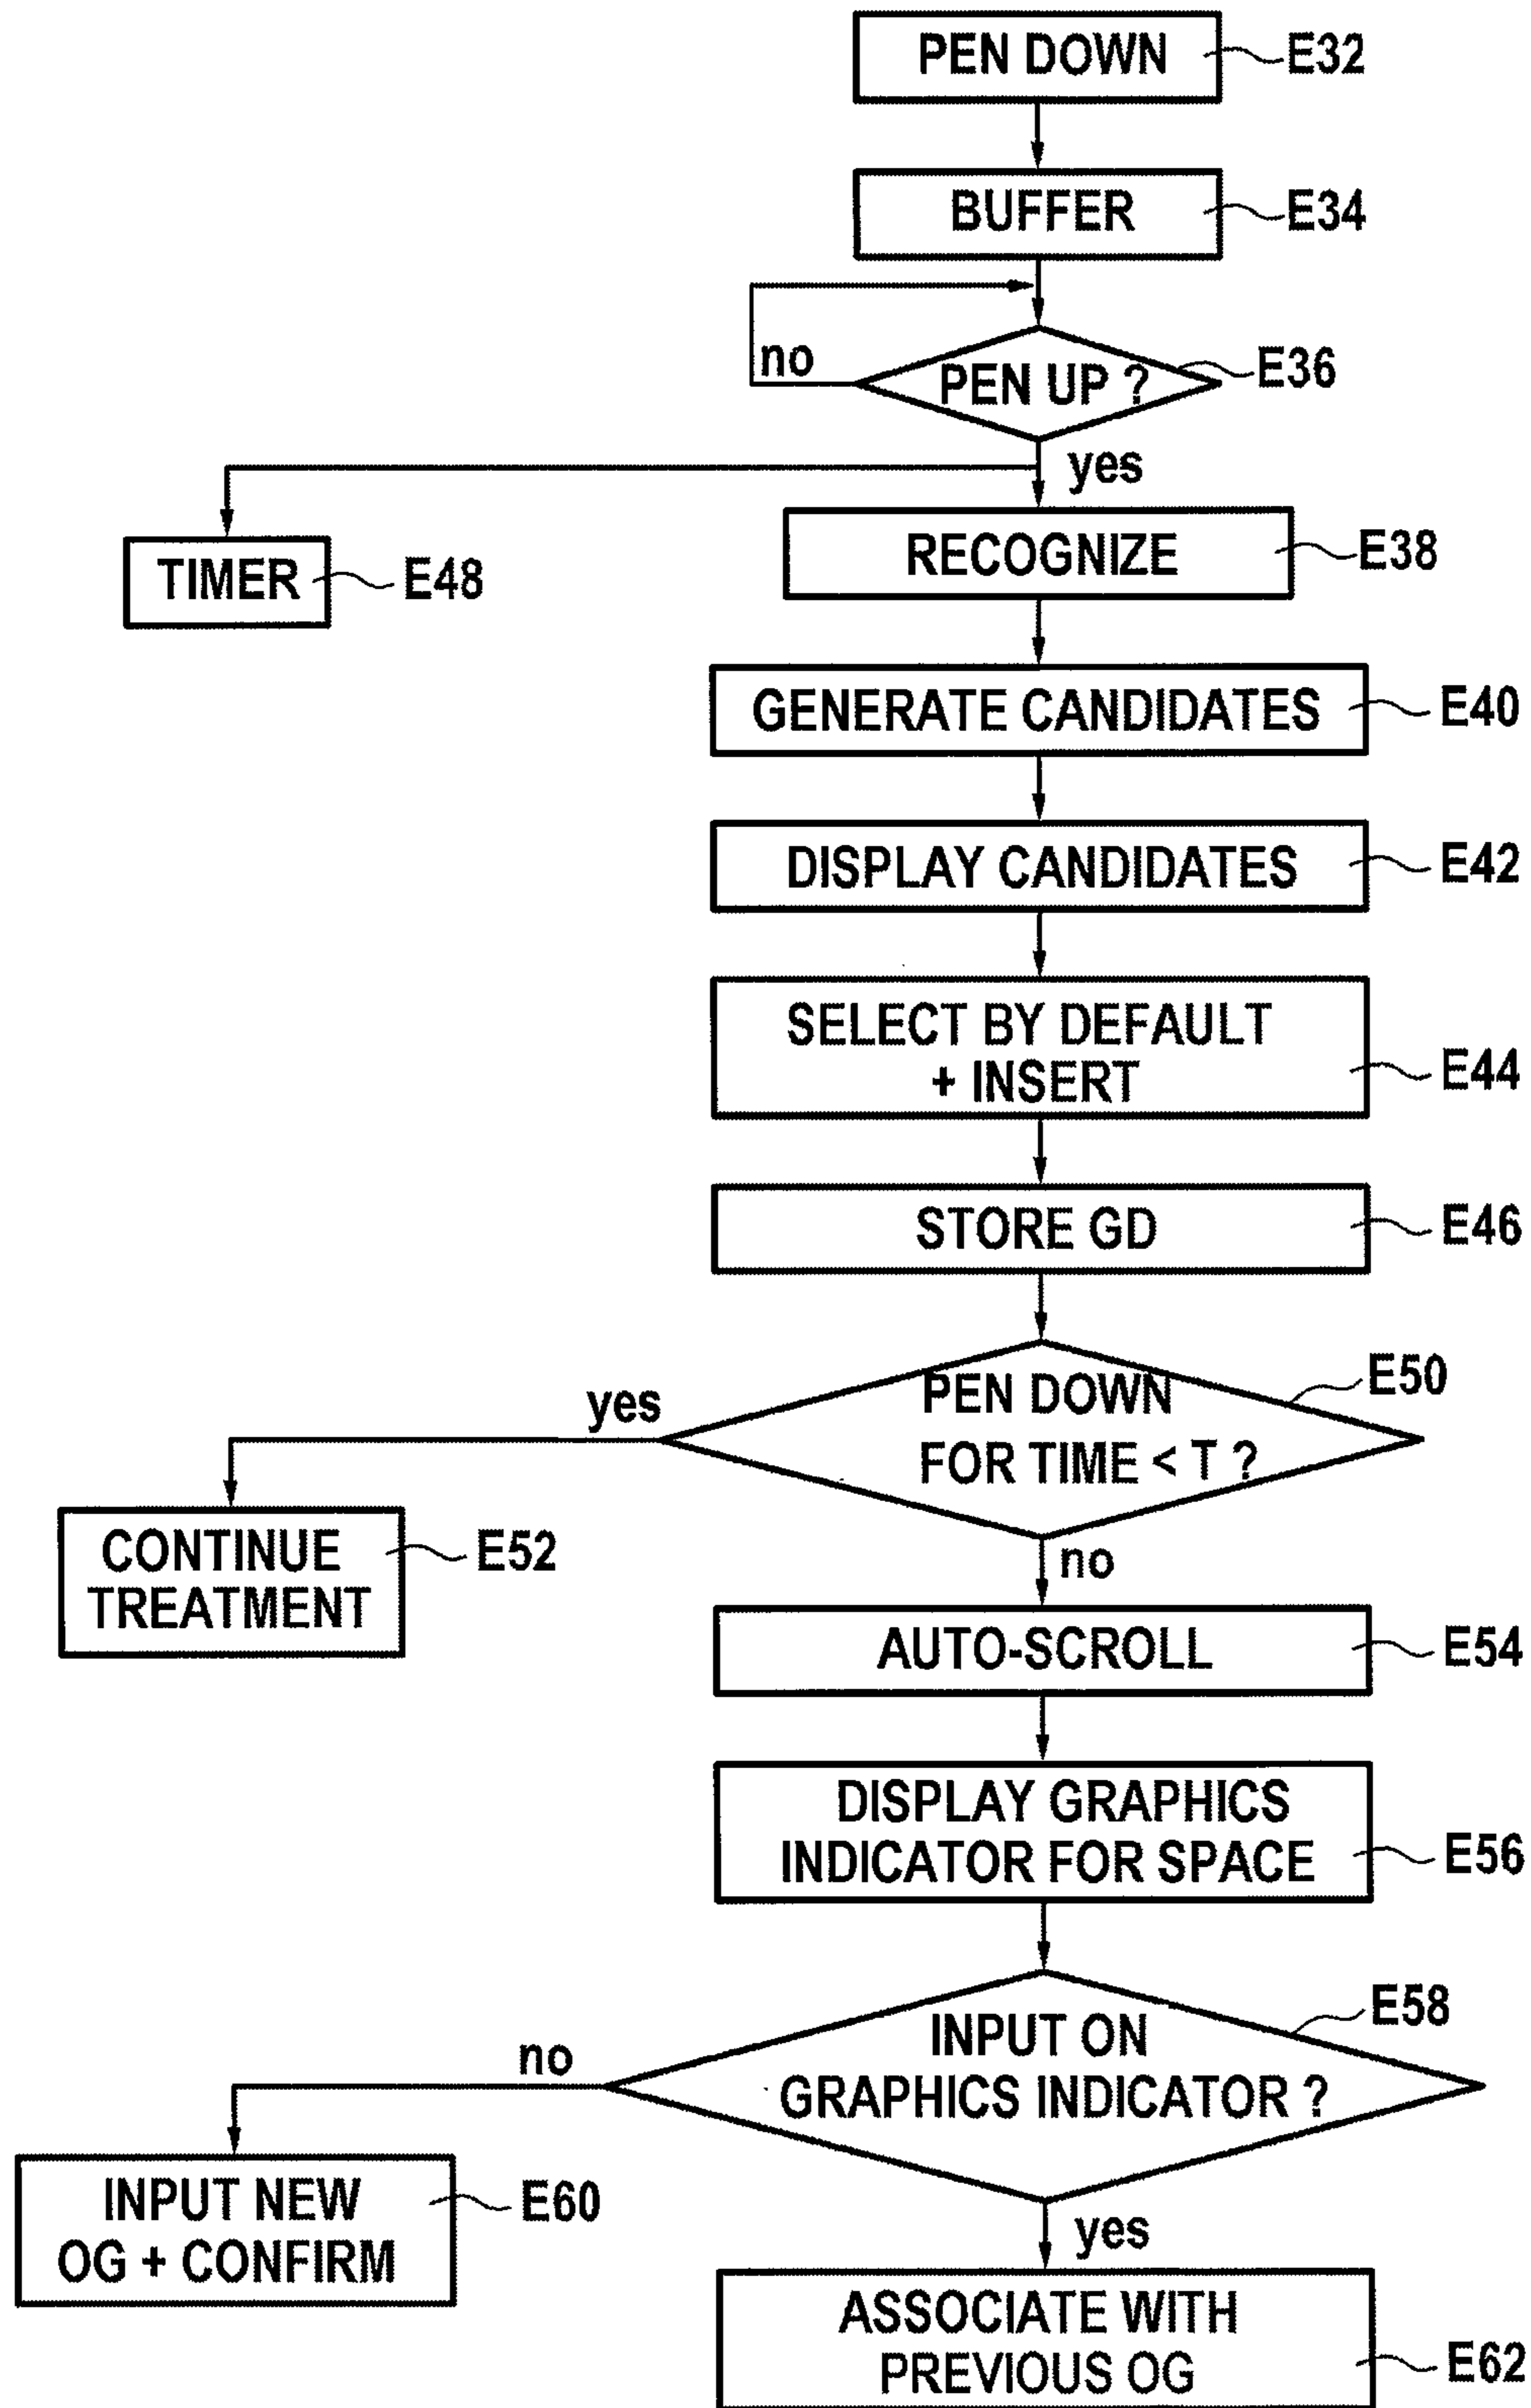 PEN DOWN E32
BUFFER E34
no
PEN UP ? E36
yes
TIMER E48
RECOGNIZE E38
GENERATE CANDIDATES E40
DISPLAY CANDIDATES E42
SELECT BY DEFAULT
+ INSERT E44
STORE GD E46
yes
PEN DOWN
FOR TIME < T ? E50
CONTINUE
TREATMENT E52
no
AUTO-SCROLL E54
DISPLAY GRAPHICS
INDICATOR FOR SPACE E56
INPUT ON
GRAPHICS INDICATOR ? E58
no
INPUT NEW
OG + CONFIRM E60
yes
ASSOCIATE WITH
PREVIOUS OG E62